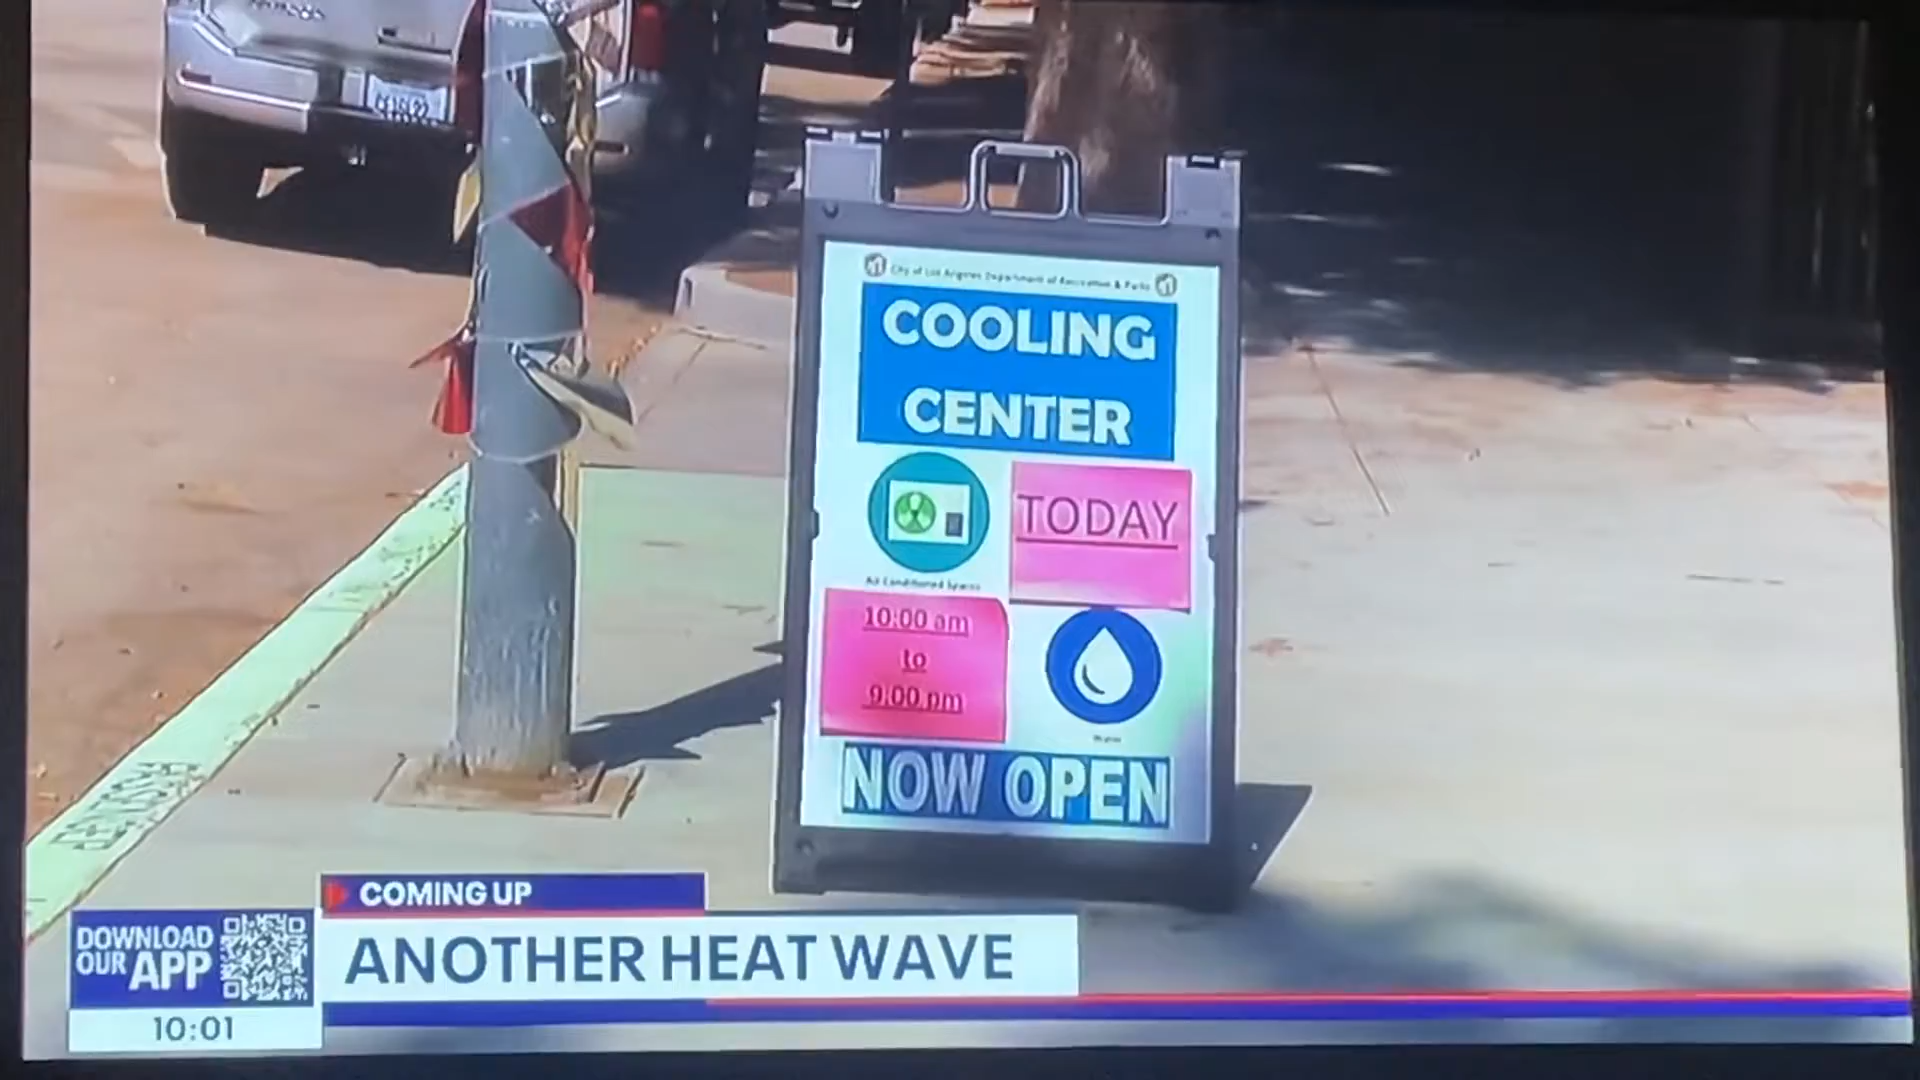 City of Los Angeles Department of Recreation & Parks
COOLING
CENTER
TODAY
Air Conditioned Spaces
10:00 am
to
9:00 pm
Water
NOW OPEN
COMING UP
ANOTHER HEAT WAVE
DOWNLOAD
OUR APP
10:01